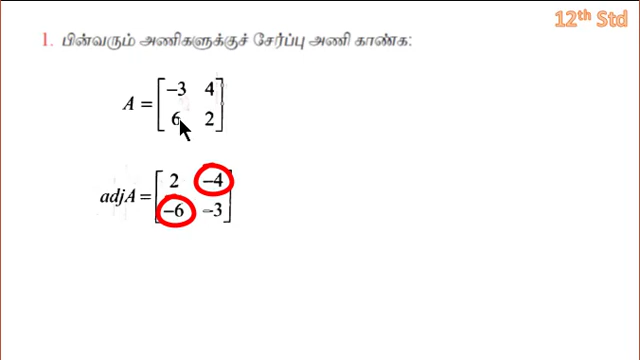 12th Std
1. பின்வரும் அணிகளுக்குச் சேர்ப்பு அணி காண்க:
A = [ −3 4
6 2 ]
adjA = [ 2 −4
−6 −3 ]